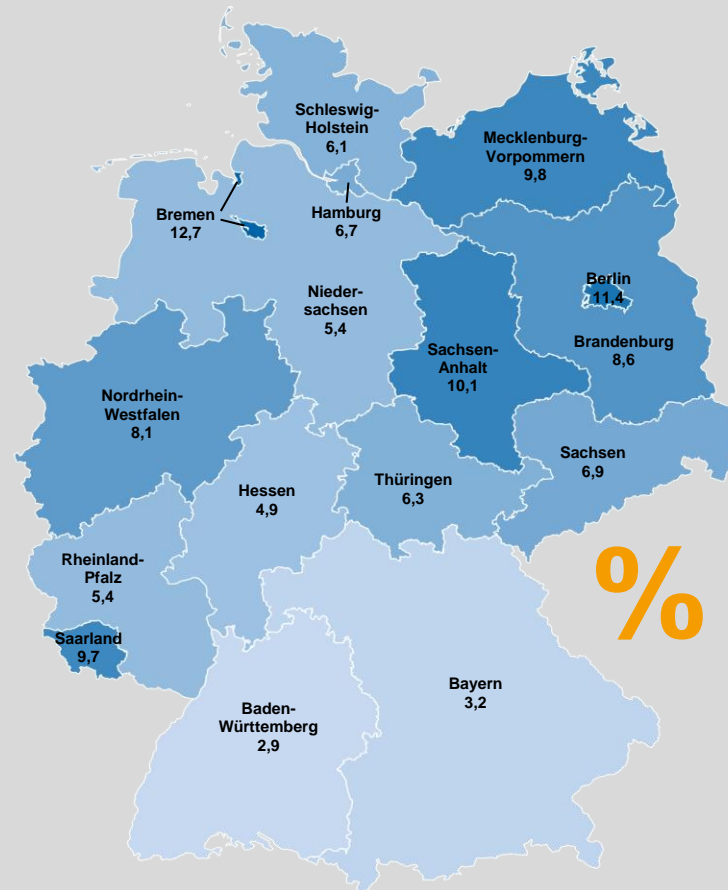 Schleswig-
Holstein
6,1
Mecklenburg-
Vorpommern
9,8
Bremen
12,7
Hamburg
6,7
Berlin
11,4
Nieder-
sachsen
5,4
Sachsen-
Anhalt
10,1
Brandenburg
8,6
Nordrhein-
Westfalen
8,1
Sachsen
6,9
Hessen
4,9
Thüringen
6,3
Rheinland-
Pfalz
5,4
%
Saarland
9,7
Bayern
3,2
Baden-
Württemberg
2,9